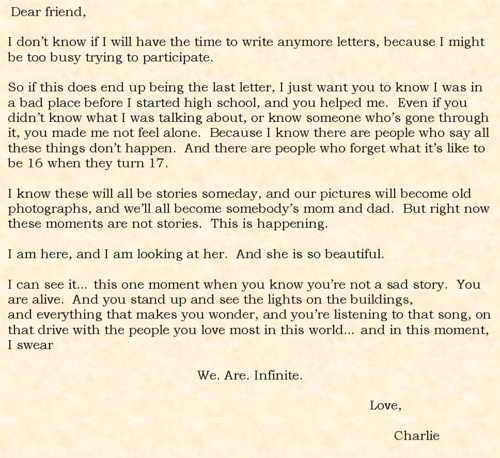 Dear friend,
I don't know if I will have the time to write anymore letters, because I might
be too busy trying to participate.
So if this does end up being the last letter, I just want you to know I was in
a bad place before I started high school, and you helped me.  Even if you
didn't know what I was talking about, or know someone who's gone through
it, you made me not feel alone.  Because I know there are people who say all
these things don't happen.  And there are people who forget what it's like to
be 16 when they turn 17.
I know these will all be stories someday, and our pictures will become old
photographs, and we'll all become somebody's mom and dad.  But right now
these moments are not stories.  This is happening.
I am here, and I am looking at her.  And she is so beautiful.
I can see it... this one moment when you know you're not a sad story.  You
are alive.  And you stand up and see the lights on the buildings,
and everything that makes you wonder, and you're listening to that song, on
that drive with the people you love most in this world... and in this moment,
I swear
We. Are. Infinite.
Love,
Charlie